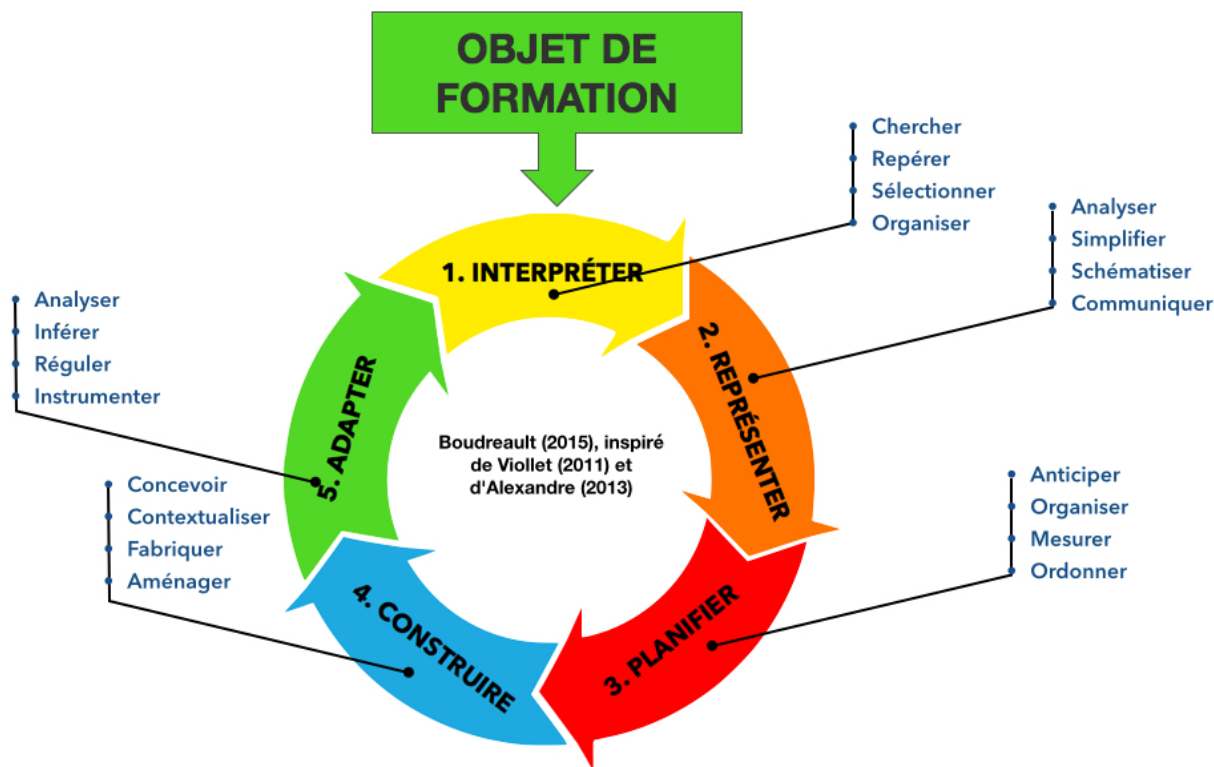 OBJET DE
FORMATION
1. INTERPRÉTER
Chercher
Repérer
Sélectionner
Organiser
2. REPRÉSENTER
Analyser
Simplifier
Schématiser
Communiquer
3. PLANIFIER
Anticiper
Organiser
Mesurer
Ordonner
4. CONSTRUIRE
Concevoir
Contextualiser
Fabriquer
Aménager
5. ADAPTER
Analyser
Inférer
Réguler
Instrumenter
Boudreault (2015), inspiré
de Viollet (2011) et
d'Alexandre (2013)